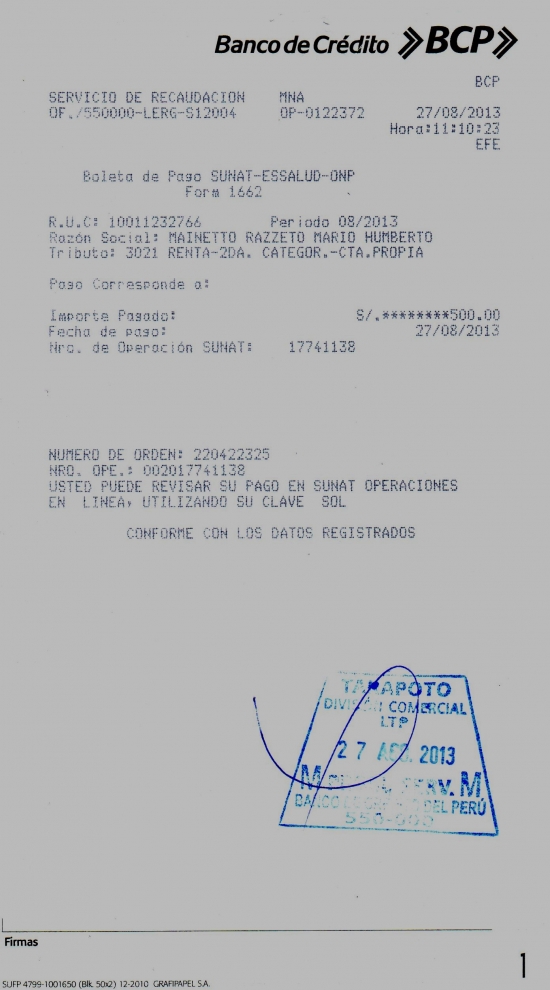 Banco de Crédito BCP
BCP
SERVICIO DE RECAUDACION MNA
OF./550000-LERG-S12004 OP-0122372 27/08/2013
Hora:11:10:23
EFE
Boleta de Pago SUNAT-ESSALUD-ONP
Form 1662
R.U.C: 10011232766 Periodo 08/2013
Razón Social: MAINETTO RAZZETO MARIO HUMBERTO
Tributo: 3021 RENTA-2DA. CATEGOR.-CTA.PROPIA
Pago Corresponde a:
Importe Pagado: S/.********500.00
Fecha de pago: 27/08/2013
Nro. de Operación SUNAT: 17741138
NUMERO DE ORDEN: 220422325
NRO. OPE.: 002017741138
USTED PUEDE REVISAR SU PAGO EN SUNAT OPERACIONES
EN LINEA, UTILIZANDO SU CLAVE SOL
CONFORME CON LOS DATOS REGISTRADOS
TARAPOTO
DIVISIÓN COMERCIAL
LTP
27 AGO. 2013
M SERV. M
BANCO DE CREDITO DEL PERÚ
550-000
Firmas
1
SUFP 4799-1001650 (Blk. 50x2) 12-2010 GRAFIPAPEL S.A.